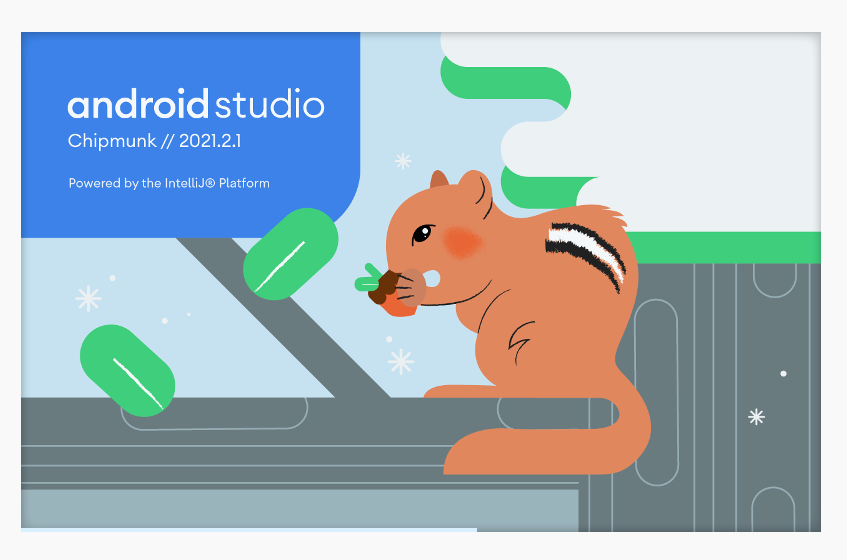 android studio
Chipmunk // 2021.2.1
Powered by the IntelliJ® Platform